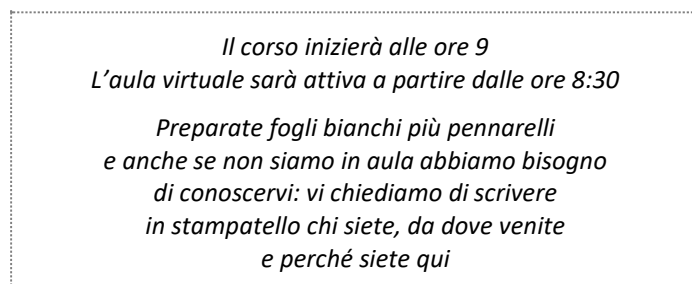 Il corso inizierà alle ore 9
L’aula virtuale sarà attiva a partire dalle ore 8:30
Preparate fogli bianchi più pennarelli
e anche se non siamo in aula abbiamo bisogno
di conoscervi: vi chiediamo di scrivere
in stampatello chi siete, da dove venite
e perché siete qui